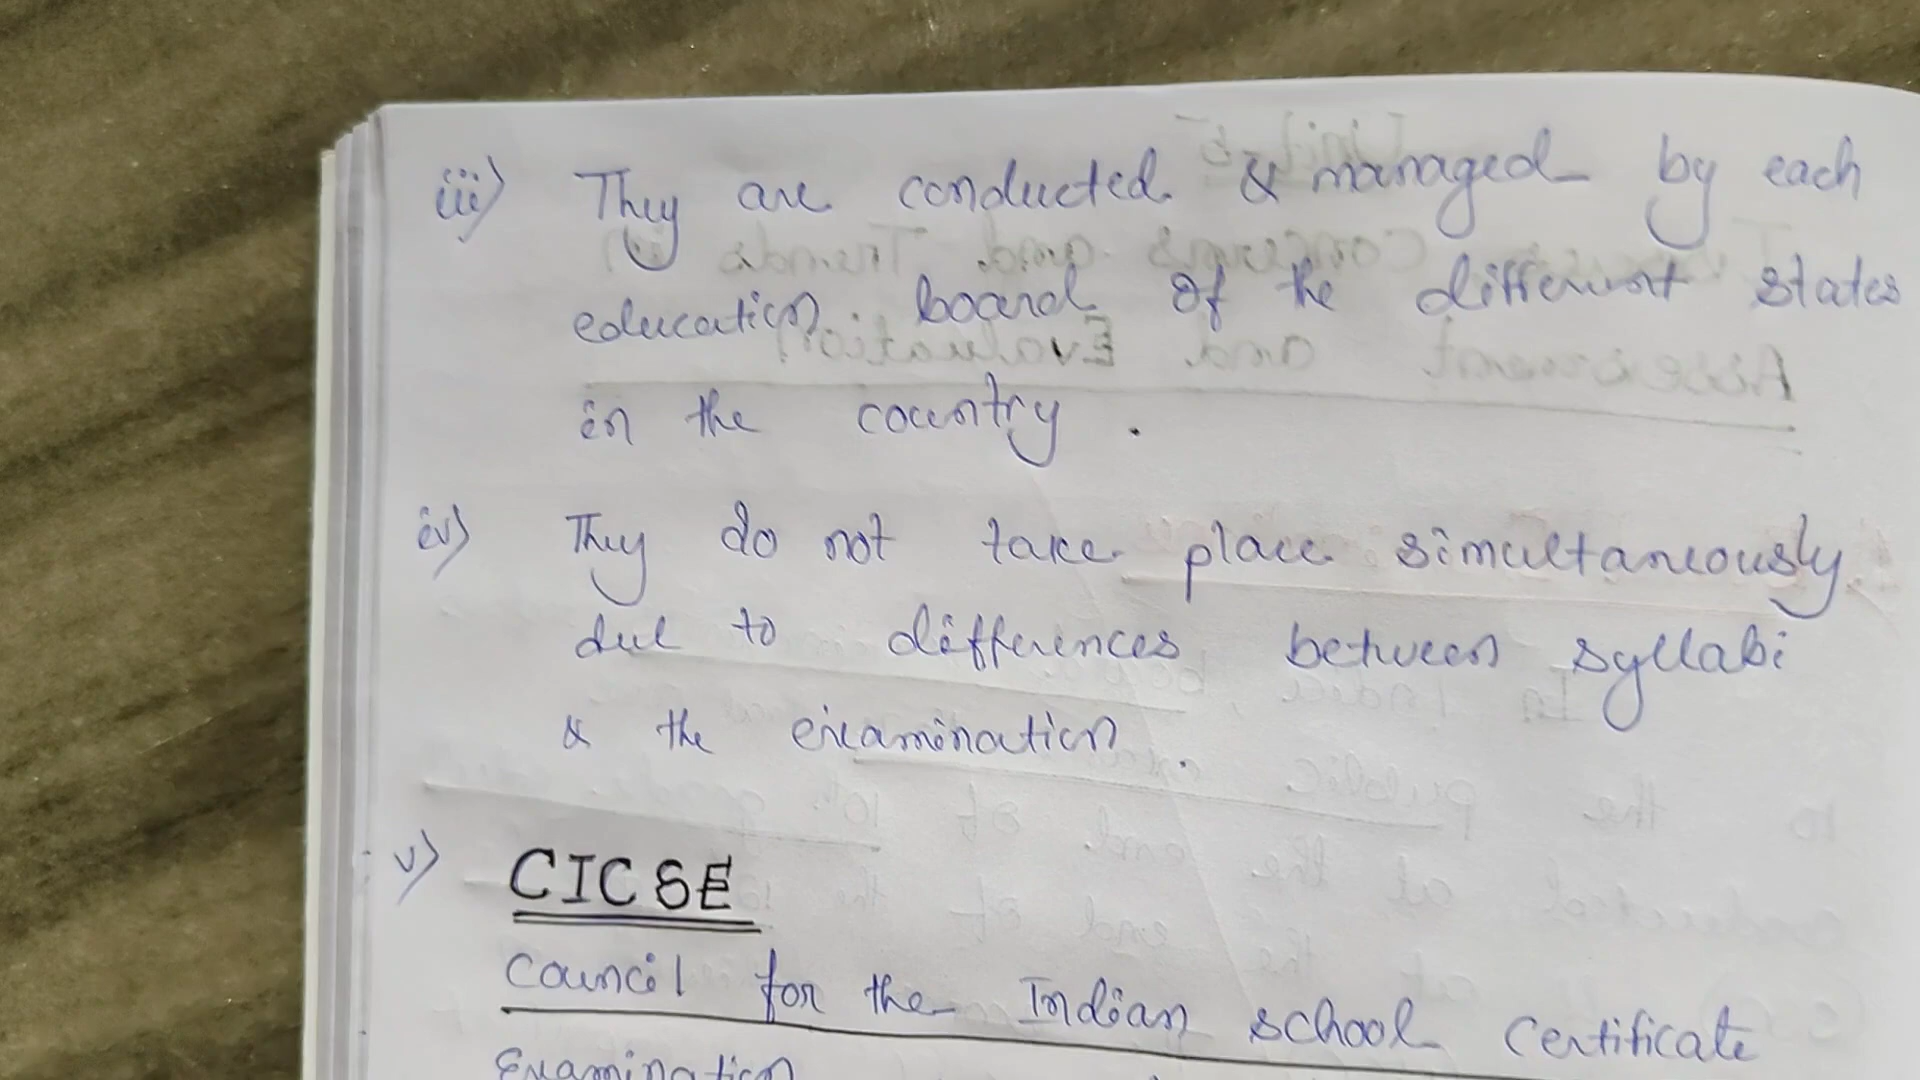 iii) They are conducted & managed by each
education board of the different states
in the country.
iv) They do not take place simultaneously
due to differences between syllabi
& the examination.
v) CICSE
Council for the Indian school Certificate
Examination